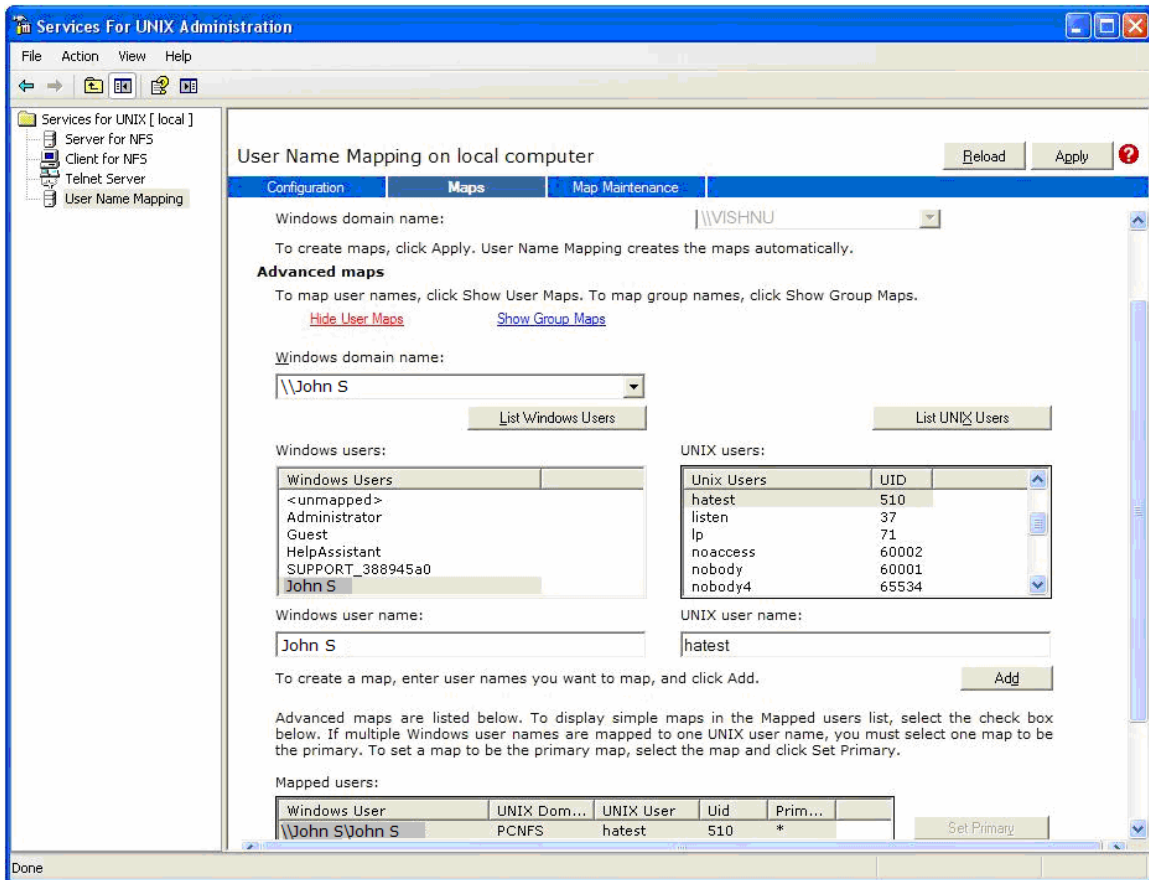 Services For UNIX Administration
File Action View Help
Services for UNIX [ local ]
Server for NFS
Client for NFS
Telnet Server
User Name Mapping
User Name Mapping on local computer
Reload
Apply
?
Configuration
Maps
Map Maintenance
Windows domain name:
\\VISHNU
To create maps, click Apply. User Name Mapping creates the maps automatically.
Advanced maps
To map user names, click Show User Maps. To map group names, click Show Group Maps.
Hide User Maps
Show Group Maps
Windows domain name:
\\John S
List Windows Users
List UNIX Users
Windows users:
Windows Users
<unmapped>
Administrator
Guest
HelpAssistant
SUPPORT_388945a0
John S
UNIX users:
Unix Users UID
hatest 510
listen 37
lp 71
noaccess 60002
nobody 60001
nobody4 65534
Windows user name:
John S
UNIX user name:
hatest
To create a map, enter user names you want to map, and click Add.
Add
Advanced maps are listed below. To display simple maps in the Mapped users list, select the check box
below. If multiple Windows user names are mapped to one UNIX user name, you must select one map to be
the primary. To set a map to be the primary map, select the map and click Set Primary.
Mapped users:
Windows User UNIX Dom... UNIX User Uid Prim...
\\John S\John S PCNFS hatest 510 *
Set Primary
Done